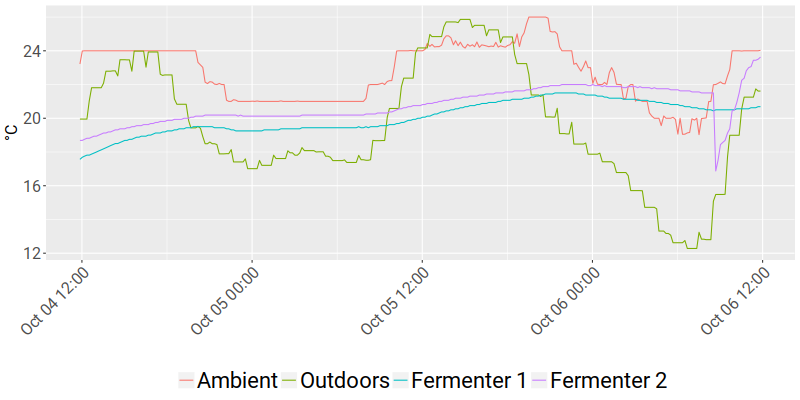 24
20
16
12
°C
Oct 04 12:00
Oct 05 00:00
Oct 05 12:00
Oct 06 00:00
Oct 06 12:00
Ambient Outdoors Fermenter 1 Fermenter 2